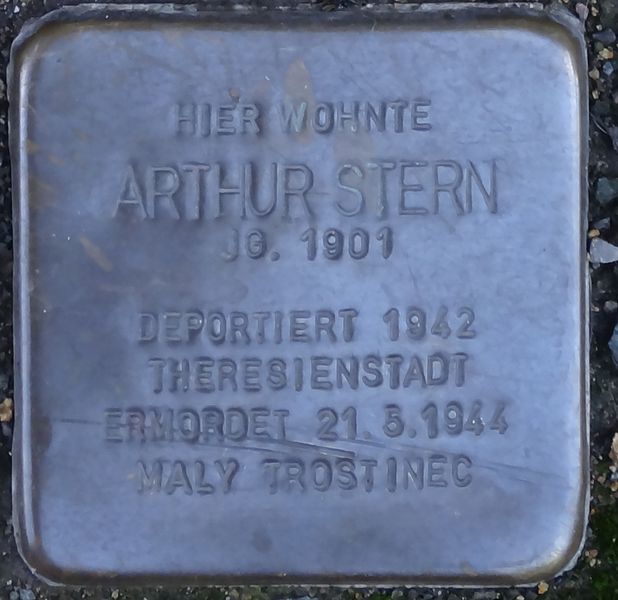 HIER WOHNTE
ARTHUR STERN
JG. 1901
DEPORTIERT 1942
THERESIENSTADT
ERMORDET 21.5.1944
MALY TROSTINEC